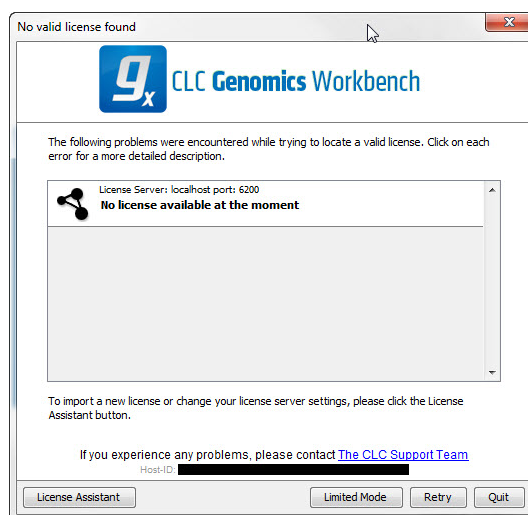 No valid license found
X
gx CLC Genomics Workbench
The following problems were encountered while trying to locate a valid license. Click on each
error for a more detailed description.
License Server: localhost port: 6200
No license available at the moment
To import a new license or change your license server settings, please click the License
Assistant button.
If you experience any problems, please contact The CLC Support Team
Host-ID:
License Assistant Limited Mode Retry Quit